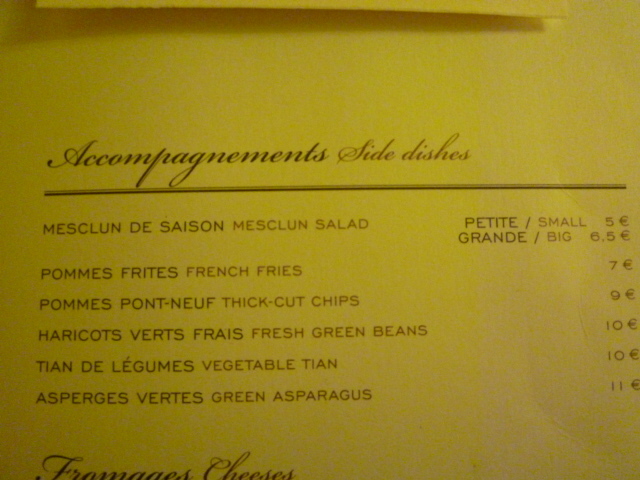 Accompagnements Side dishes
MESCLUN DE SAISON MESCLUN SALAD PETITE / SMALL 5 €
GRANDE / BIG 6,5 €
POMMES FRITES FRENCH FRIES 7 €
POMMES PONT-NEUF THICK-CUT CHIPS 9 €
HARICOTS VERTS FRAIS FRESH GREEN BEANS 10 €
TIAN DE LÉGUMES VEGETABLE TIAN 10 €
ASPERGES VERTES GREEN ASPARAGUS 11 €
Fromages Cheeses